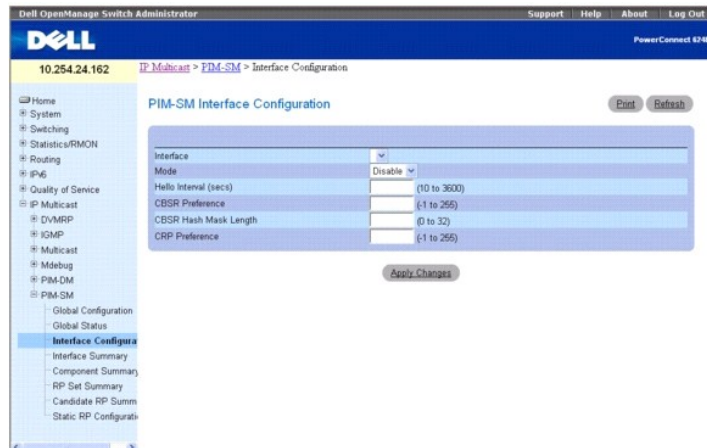 Dell OpenManage Switch Administrator
Support Help About Log Out
DELL
PowerConnect 624
10.254.24.162
IP Multicast > PIM-SM > Interface Configuration
Home
System
Switching
Statistics/RMON
Routing
IPv6
Quality of Service
IP Multicast
DVMRP
IGMP
Multicast
Mdebug
PIM-DM
PIM-SM
Global Configuration
Global Status
Interface Configura
Interface Summary
Component Summary
RP Set Summary
Candidate RP Summ
Static RP Configurati
PIM-SM Interface Configuration
Print Refresh
Interface
Mode Disable
Hello Interval (secs) (10 to 3600)
CBSR Preference (-1 to 255)
CBSR Hash Mask Length (0 to 32)
CRP Preference (-1 to 255)
Apply Changes